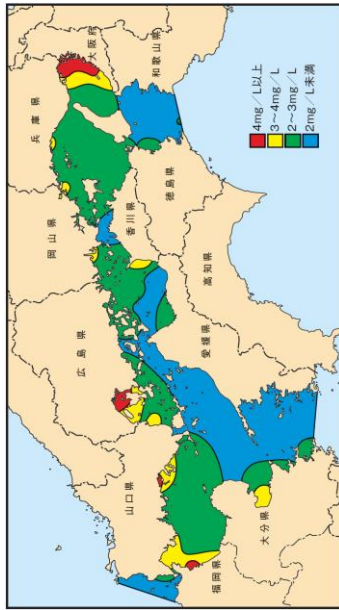 兵庫県
大阪府
和歌山県
岡山県
香川県
徳島県
広島県
高知県
愛媛県
山口県
福岡県
大分県
4mg/L以上
3~4mg/L
2~3mg/L
2mg/L未満